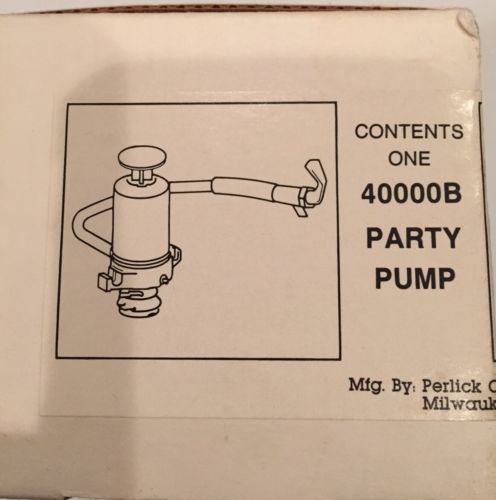 CONTENTS
ONE
40000B
PARTY
PUMP
Mfg. By: Perlick